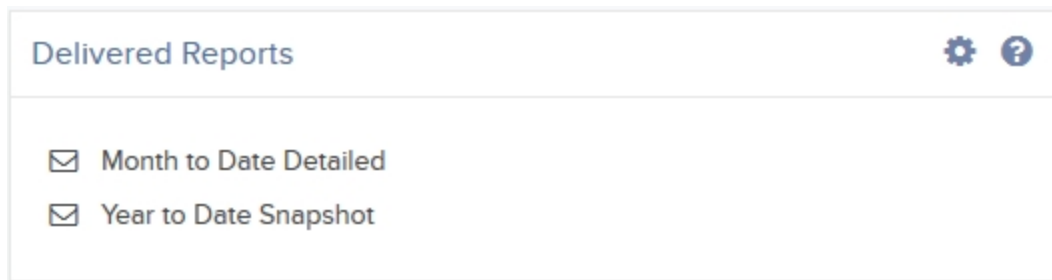 Delivered Reports
Month to Date Detailed
Year to Date Snapshot